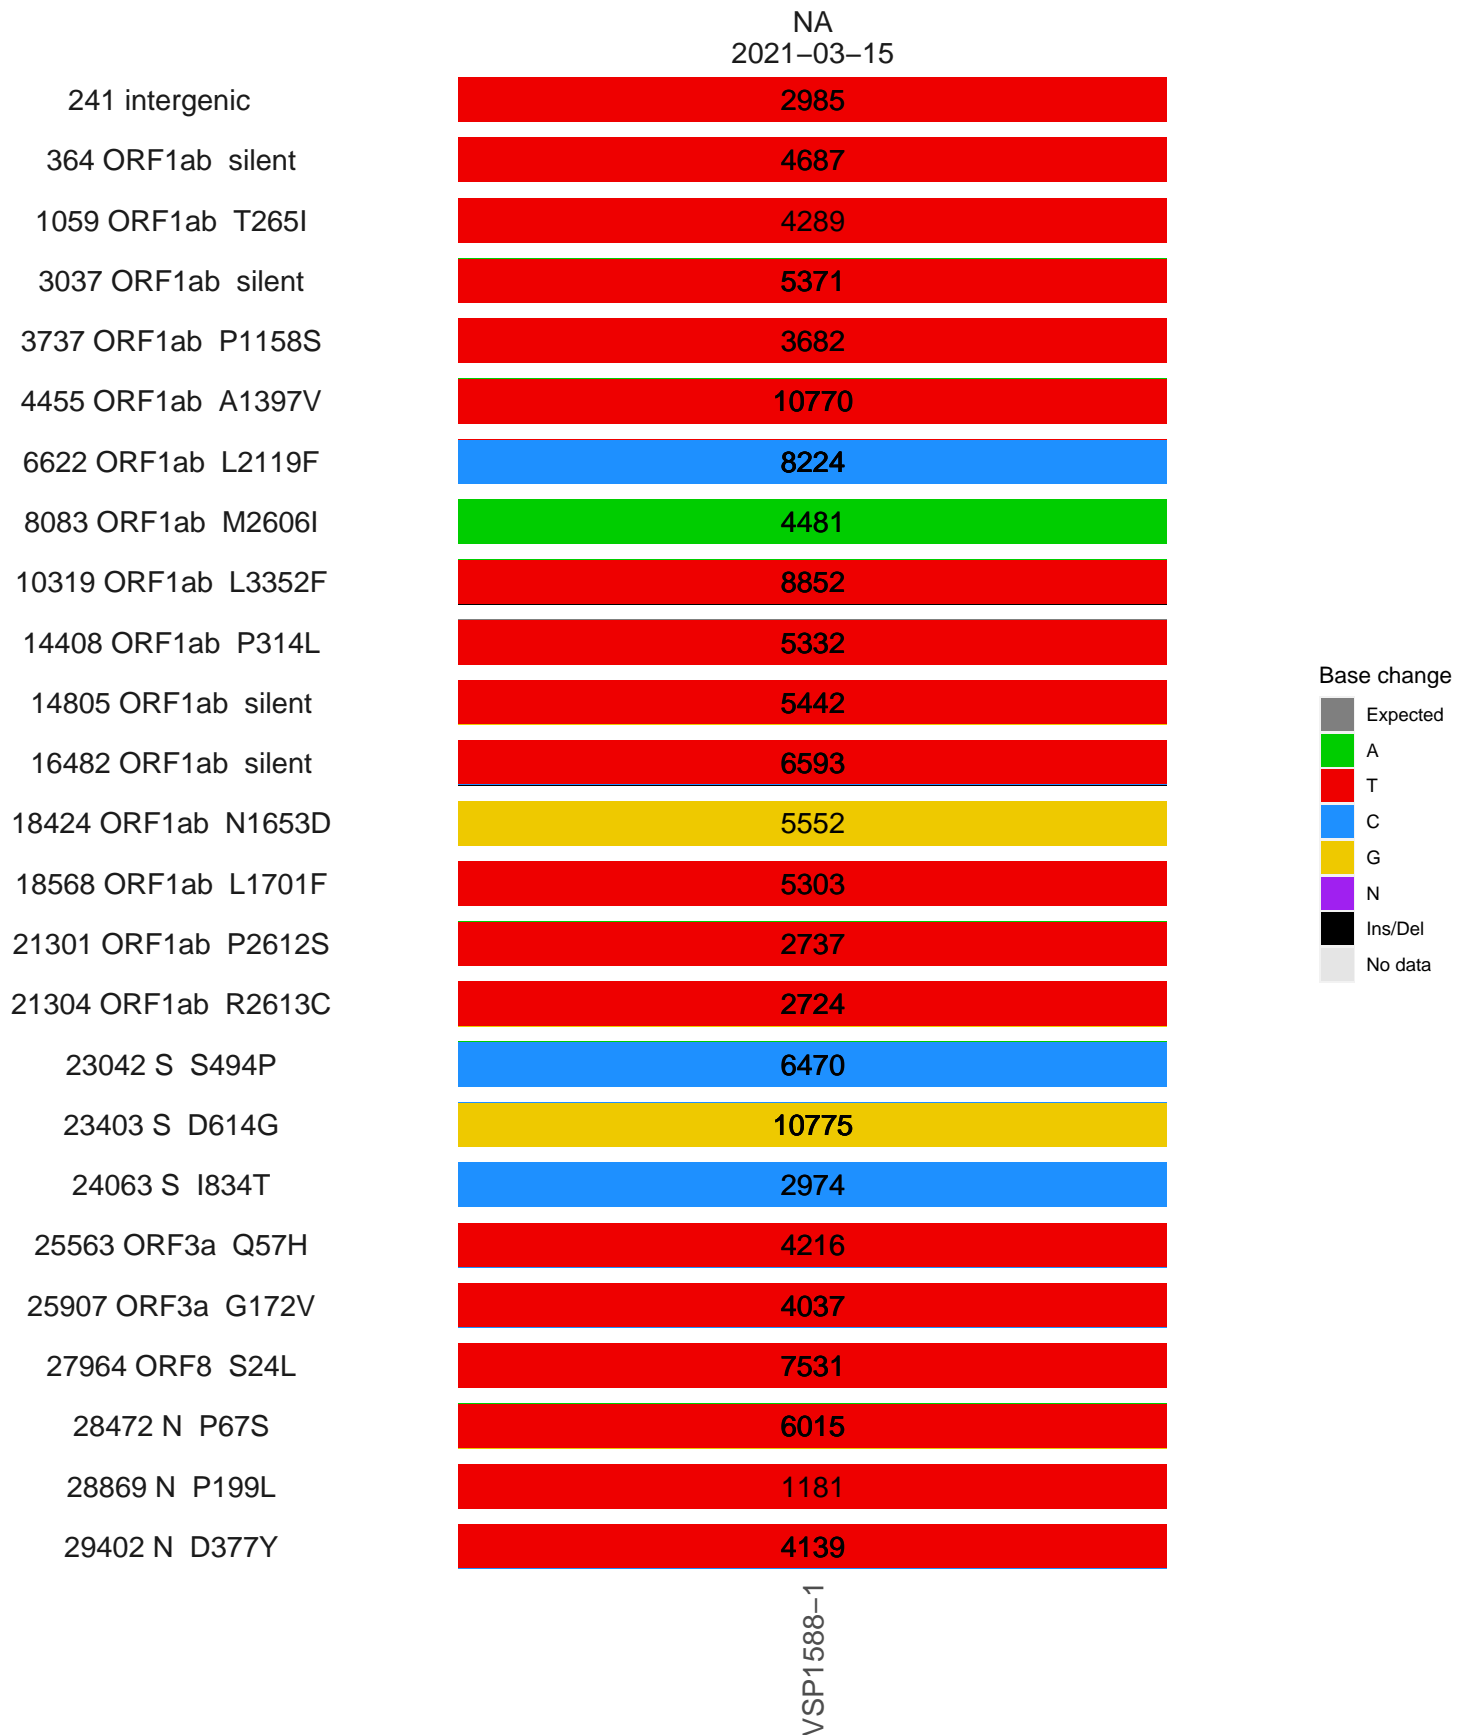 NA
2021−03−15
241 intergenic 2985
364 ORF1ab silent 4687
1059 ORF1ab T265I 4289
3037 ORF1ab silent 5371
3737 ORF1ab P1158S 3682
4455 ORF1ab A1397V 10770
6622 ORF1ab L2119F 8224
8083 ORF1ab M2606I 4481
10319 ORF1ab L3352F 8852
14408 ORF1ab P314L 5332
14805 ORF1ab silent 5442
16482 ORF1ab silent 6593
18424 ORF1ab N1653D 5552
18568 ORF1ab L1701F 5303
21301 ORF1ab P2612S 2737
21304 ORF1ab R2613C 2724
23042 S S494P 6470
23403 S D614G 10775
24063 S I834T 2974
25563 ORF3a Q57H 4216
25907 ORF3a G172V 4037
27964 ORF8 S24L 7531
28472 N P67S 6015
28869 N P199L 1181
29402 N D377Y 4139
VSP1588−1
Base change
Expected
A
T
C
G
N
Ins/Del
No data